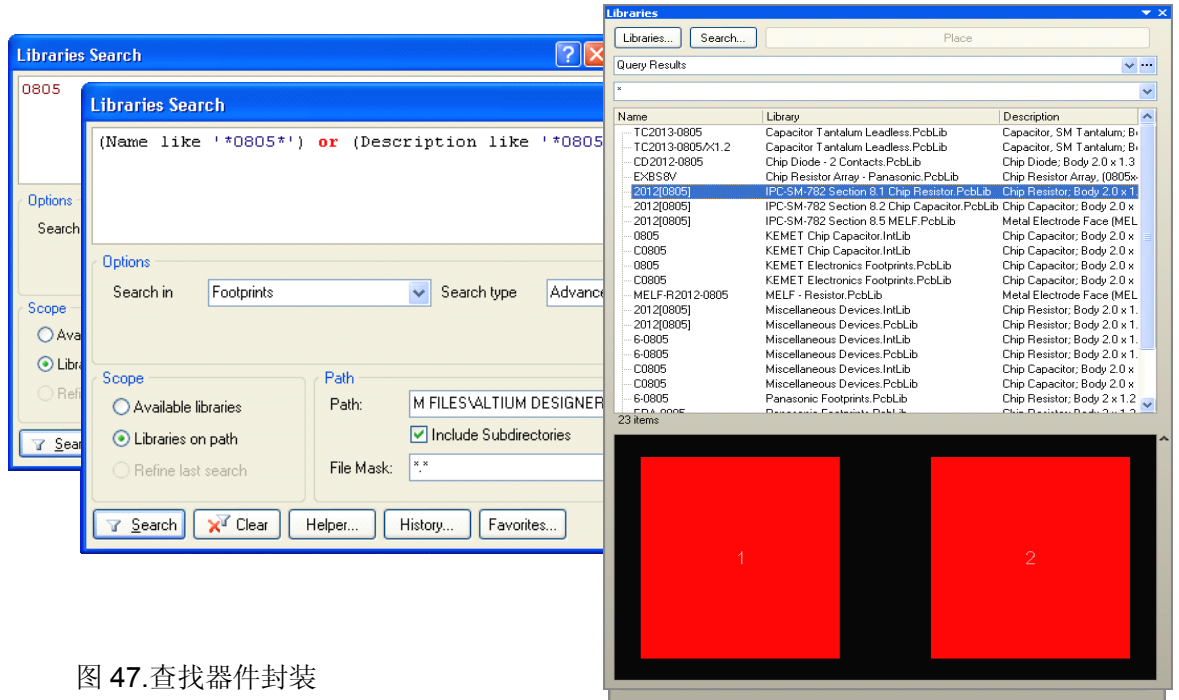 Libraries Search
0805
Options
Search
Scope
Libraries Search
(Name like '*0805*') or (Description like '*0805
Options
Search in Footprints Search type
Scope
Available libraries
Libraries on path
Refine last search
Path
Path: M FILES\ALTIUM DESIGNER
Include Subdirectories
File Mask: *.*
Search Clear Helper... History... Favorites...
Libraries
Libraries... Search... Place
Query Results
*
Name Library Description
TC2013-0805 Capacitor Tantalum Leadless.PcbLib Capacitor, SM Tantalum;
TC2013-0805/X1.2 Capacitor Tantalum Leadless.PcbLib Capacitor, SM Tantalum;
CD2012-0805 Chip Diode - 2 Contacts.PcbLib Chip Diode; Body 2.0 x 1.3
EXBS8V Chip Resistor Array - Panasonic.PcbLib Chip Resistor Array, (0805x
2012[0805] IPC-SM-782 Section 8.1 Chip Resistor.PcbLib Chip Resistor; Body 2.0 x 1.
2012[0805] IPC-SM-782 Section 8.2 Chip Capacitor.PcbLib Chip Capacitor; Body 2.0 x
2012[0805] IPC-SM-782 Section 8.5 MELF.PcbLib Metal Electrode Face (MEL
0805 KEMET Chip Capacitor.IntLib Chip Capacitor; Body 2.0 x
C0805 KEMET Chip Capacitor.IntLib Chip Capacitor; Body 2.0 x
0805 KEMET Electronics Footprints.PcbLib Chip Capacitor; Body 2.0 x
C0805 KEMET Electronics Footprints.PcbLib Chip Capacitor; Body 2.0 x
MELF-R2012-0805 MELF - Resistor.PcbLib Metal Electrode Face (MEL
2012[0805] Miscellaneous Devices.IntLib Chip Resistor; Body 2.0 x 1.
2012[0805] Miscellaneous Devices.PcbLib Chip Resistor; Body 2.0 x 1.
6-0805 Miscellaneous Devices.IntLib Chip Resistor; Body 2.0 x 1.
6-0805 Miscellaneous Devices.PcbLib Chip Resistor; Body 2.0 x 1.
C0805 Miscellaneous Devices.IntLib Chip Capacitor; Body 2.0 x
C0805 Miscellaneous Devices.PcbLib Chip Capacitor; Body 2.0 x
6-0805 Panasonic Footprints.PcbLib Chip Resistor; Body 2 x 1.2
23 items
1
2
图 47.查找器件封装